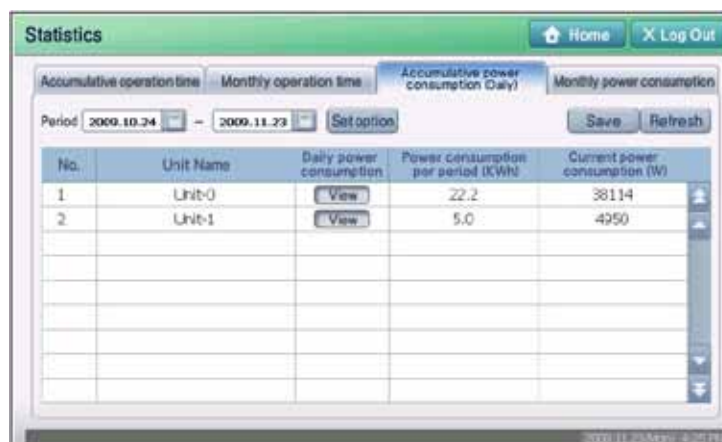 Statistics
Home
X Log Out
Accumulative operation time
Monthly operation time
Accumulative power
consumption (Daily)
Monthly power consumption
Period 2009.10.24 – 2009.11.23 Set option Save Refresh
No. Unit Name Daily power consumption Power consumption per period (KWh) Current power consumption (W)
1 Unit-0 View 22.2 38114
2 Unit-1 View 5.0 4950